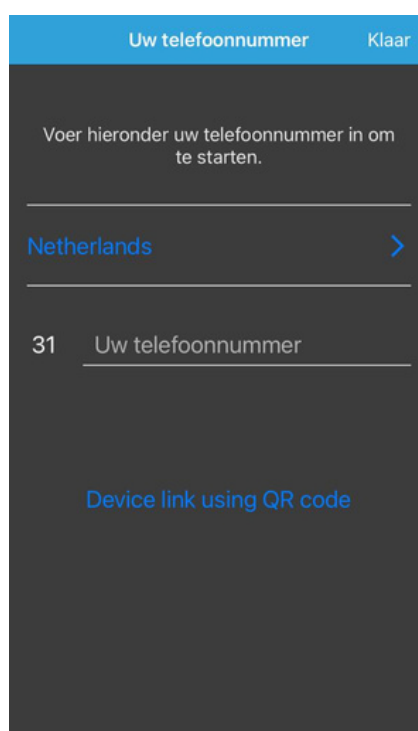 Uw telefoonnummer Klaar
Voer hieronder uw telefoonnummer in om
te starten.
Netherlands
31 Uw telefoonnummer
Device link using QR code